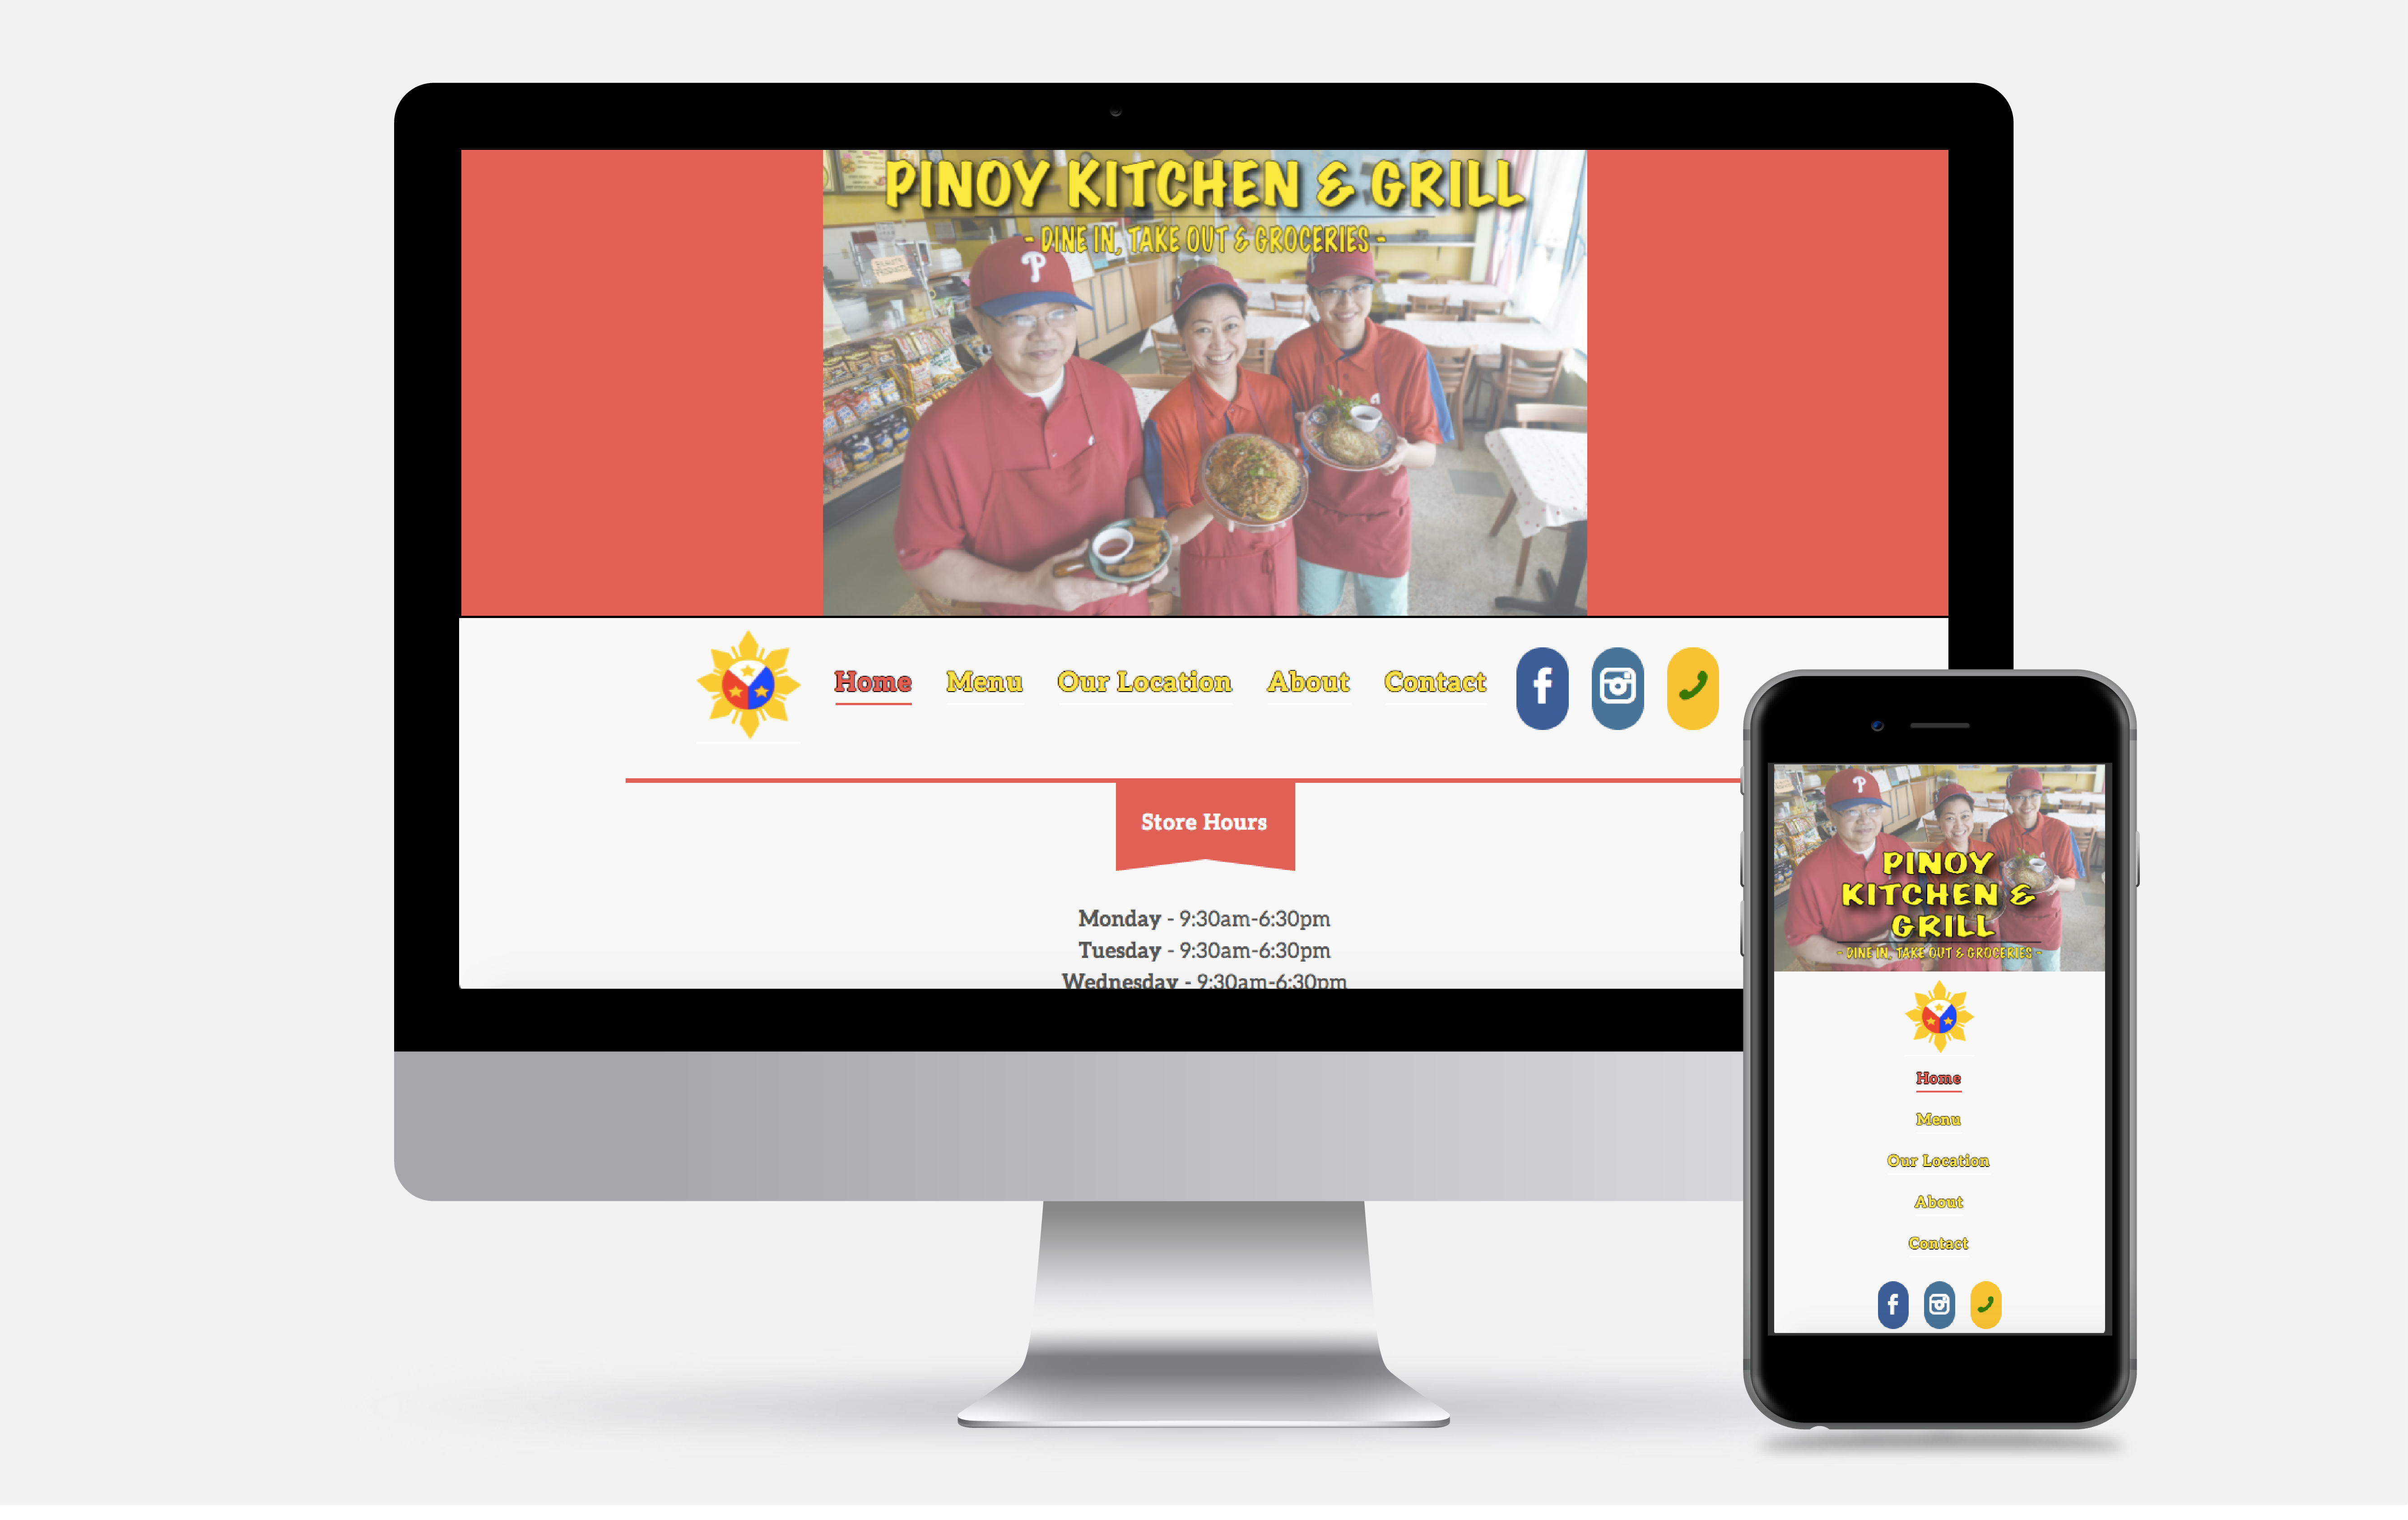 PINOY KITCHEN & GRILL
- DINE IN, TAKE OUT & GROCERIES -
P
Home Menu Our Location About Contact
f
Store Hours
Monday - 9:30am-6:30pm
Tuesday - 9:30am-6:30pm
Wednesday - 9:30am-6:30pm
P
PINOY
KITCHEN &
GRILL
- DINE IN, TAKE OUT & GROCERIES -
Home
Menu
Our Location
About
Contact
f